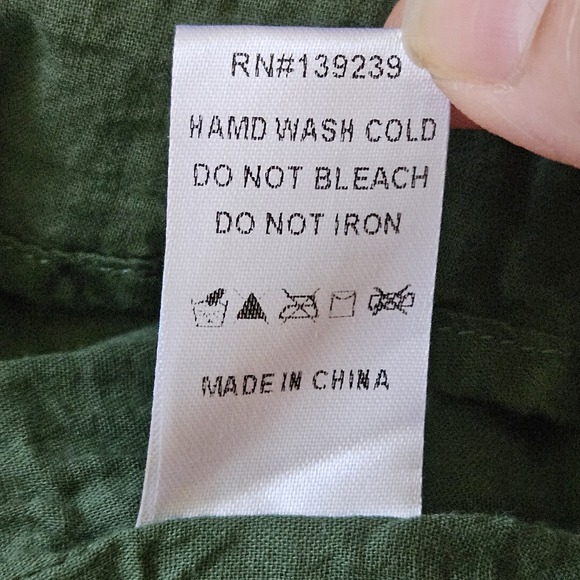 RN#139239
HAMD WASH COLD
DO NOT BLEACH
DO NOT IRON
MADE IN CHINA